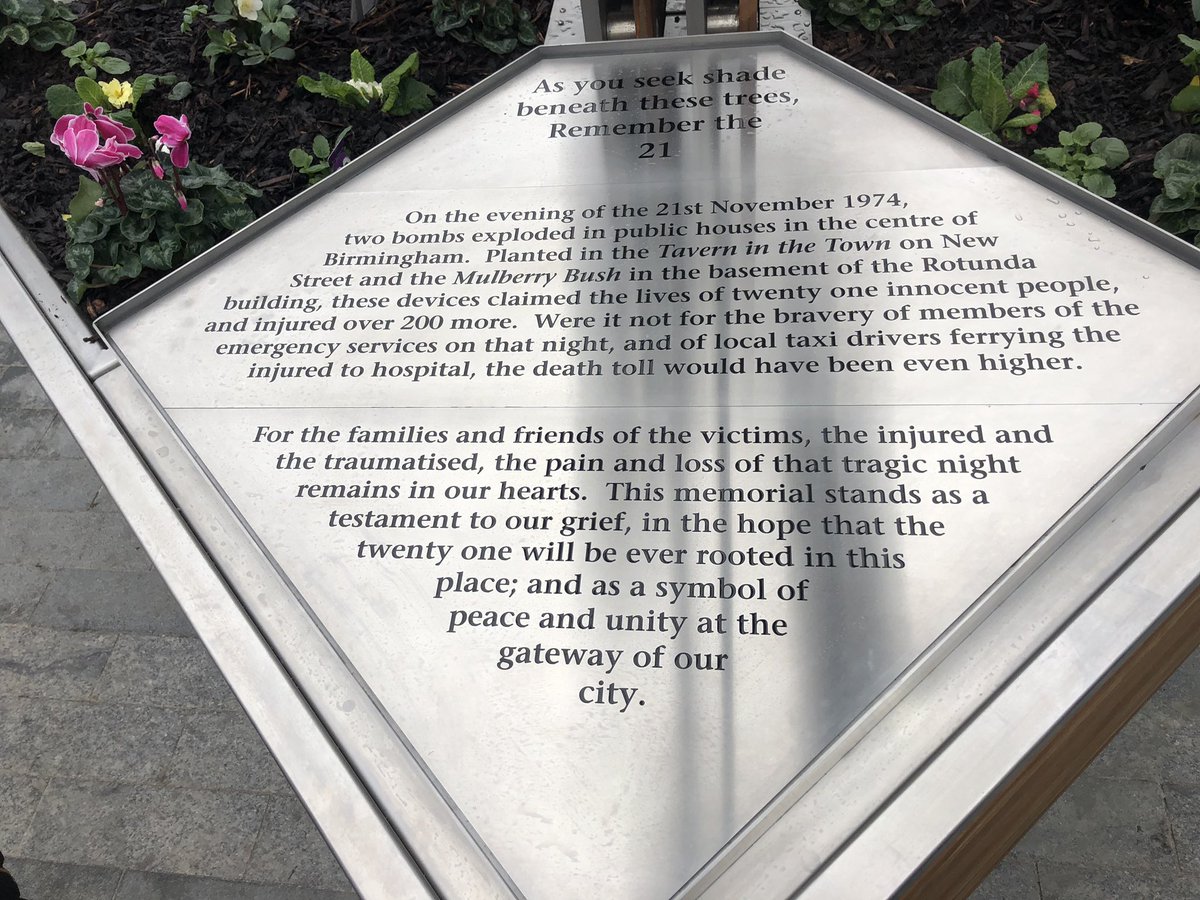 As you seek shade
beneath these trees,
Remember the
21
On the evening of the 21st November 1974,
two bombs exploded in public houses in the centre of
Birmingham. Planted in the Tavern in the Town on New
Street and the Mulberry Bush in the basement of the Rotunda
building, these devices claimed the lives of twenty one innocent people,
and injured over 200 more. Were it not for the bravery of members of the
emergency services on that night, and of local taxi drivers ferrying the
injured to hospital, the death toll would have been even higher.
For the families and friends of the victims, the injured and
the traumatised, the pain and loss of that tragic night
remains in our hearts. This memorial stands as a
testament to our grief, in the hope that the
twenty one will be ever rooted in this
place; and as a symbol of
peace and unity at the
gateway of our
city.